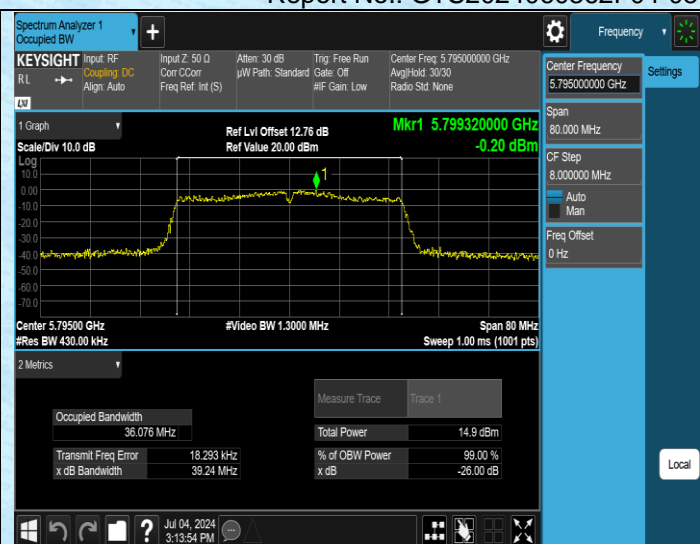 Spectrum Analyzer 1
Occupied BW
+
Frequency
KEYSIGHT
RL
LXI
Input: RF
Coupling: DC
Align: Auto
Input Z: 50 Ω
Corr CCorr
Freq Ref: Int (S)
Atten: 30 dB
µW Path: Standard
Trig: Free Run
Gate: Off
#IF Gain: Low
Center Freq: 5.795000000 GHz
Avg|Hold: 30/30
Radio Std: None
Center Frequency
5.795000000 GHz
Settings
Span
80.000 MHz
CF Step
8.000000 MHz
Auto
Man
Freq Offset
0 Hz
1 Graph
Scale/Div 10.0 dB
Ref Lvl Offset 12.76 dB
Ref Value 20.00 dBm
Mkr1 5.799320000 GHz
-0.20 dBm
Log
10.0
0.00
-10.0
-20.0
-30.0
-40.0
-50.0
-60.0
-70.0
1
Center 5.79500 GHz
#Res BW 430.00 kHz
#Video BW 1.3000 MHz
Span 80 MHz
Sweep 1.00 ms (1001 pts)
2 Metrics
Measure Trace Trace 1
Occupied Bandwidth
36.076 MHz
Total Power 14.9 dBm
Transmit Freq Error 18.293 kHz
% of OBW Power 99.00 %
x dB Bandwidth 39.24 MHz
x dB -26.00 dB
Local
?
Jul 04, 2024
3:13:54 PM